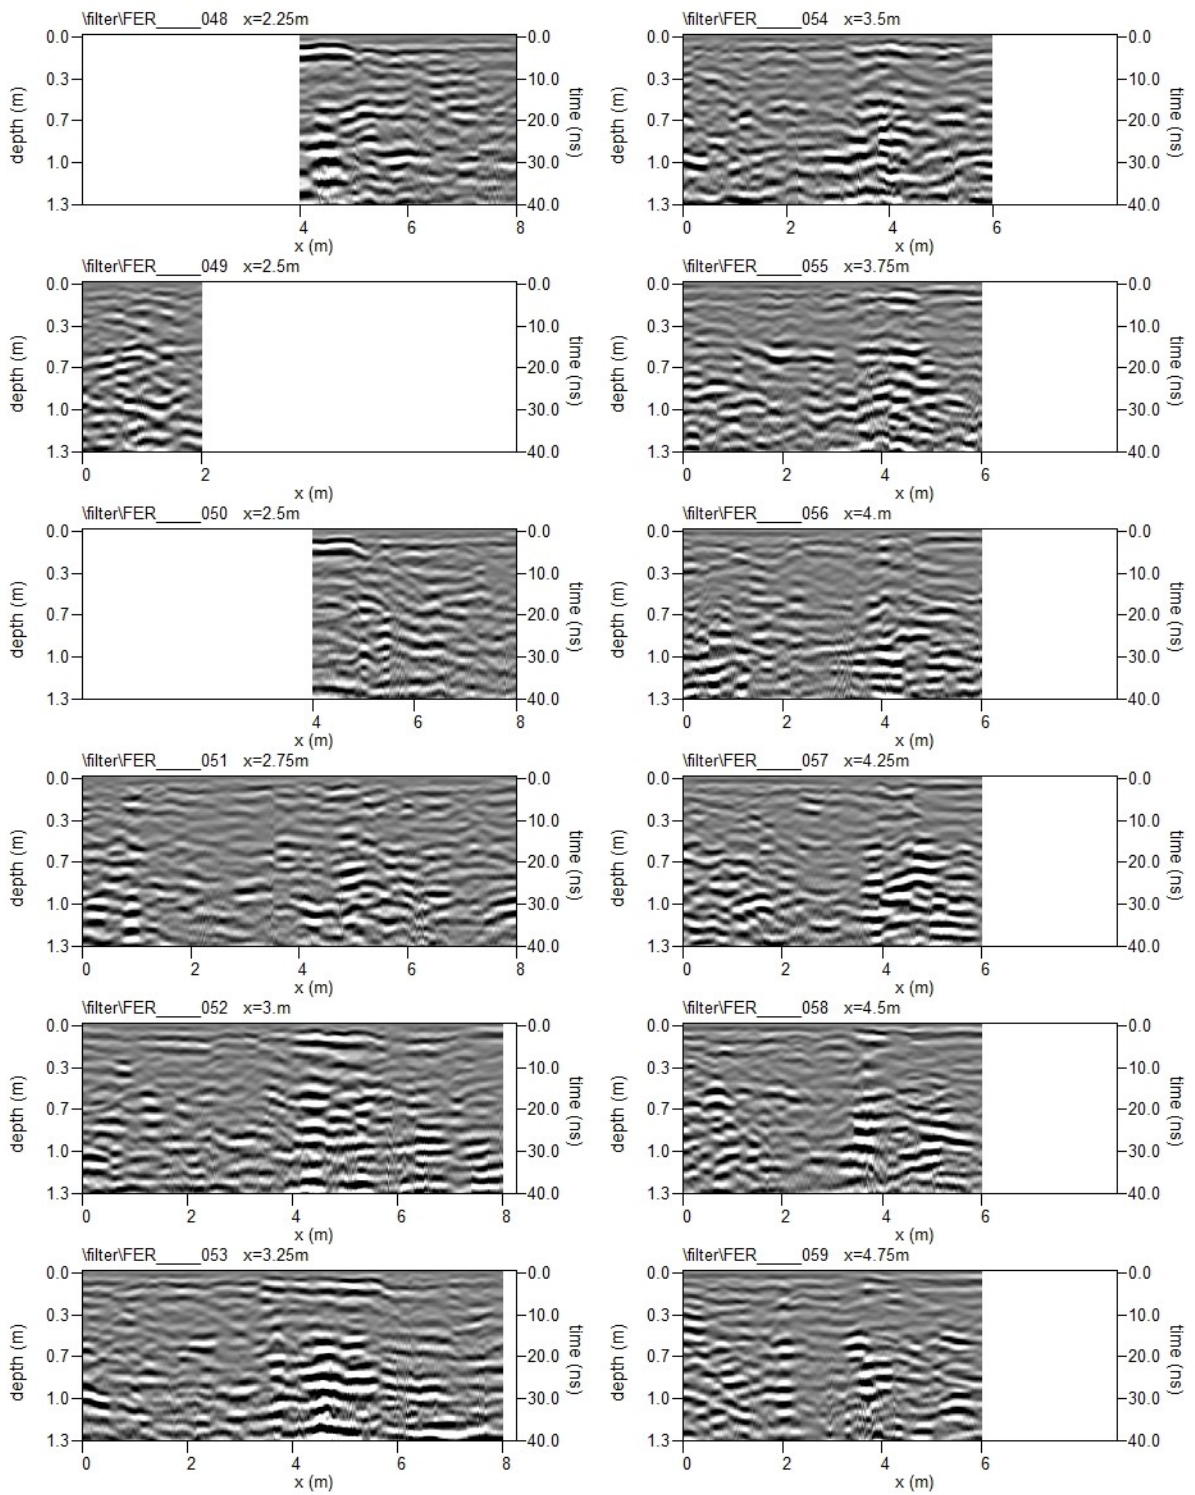 \filter\FER_____048 x=2.25m
0.0
0.3
0.7
1.0
1.3
depth (m)
0.0
10.0
20.0
30.0
40.0
time (ns)
4 6 8
x (m)
\filter\FER_____054 x=3.5m
0.0
0.3
0.7
1.0
1.3
depth (m)
0.0
10.0
20.0
30.0
40.0
time (ns)
0 2 4 6
x (m)
\filter\FER_____049 x=2.5m
0.0
0.3
0.7
1.0
1.3
depth (m)
0.0
10.0
20.0
30.0
40.0
time (ns)
0 2
x (m)
\filter\FER_____055 x=3.75m
0.0
0.3
0.7
1.0
1.3
depth (m)
0.0
10.0
20.0
30.0
40.0
time (ns)
0 2 4 6
x (m)
\filter\FER_____050 x=2.5m
0.0
0.3
0.7
1.0
1.3
depth (m)
0.0
10.0
20.0
30.0
40.0
time (ns)
4 6 8
x (m)
\filter\FER_____056 x=4.m
0.0
0.3
0.7
1.0
1.3
depth (m)
0.0
10.0
20.0
30.0
40.0
time (ns)
0 2 4 6
x (m)
\filter\FER_____051 x=2.75m
0.0
0.3
0.7
1.0
1.3
depth (m)
0.0
10.0
20.0
30.0
40.0
time (ns)
0 2 4 6 8
x (m)
\filter\FER_____057 x=4.25m
0.0
0.3
0.7
1.0
1.3
depth (m)
0.0
10.0
20.0
30.0
40.0
time (ns)
0 2 4 6
x (m)
\filter\FER_____052 x=3.m
0.0
0.3
0.7
1.0
1.3
depth (m)
0.0
10.0
20.0
30.0
40.0
time (ns)
0 2 4 6 8
x (m)
\filter\FER_____058 x=4.5m
0.0
0.3
0.7
1.0
1.3
depth (m)
0.0
10.0
20.0
30.0
40.0
time (ns)
0 2 4 6
x (m)
\filter\FER_____053 x=3.25m
0.0
0.3
0.7
1.0
1.3
depth (m)
0.0
10.0
20.0
30.0
40.0
time (ns)
0 2 4 6 8
x (m)
\filter\FER_____059 x=4.75m
0.0
0.3
0.7
1.0
1.3
depth (m)
0.0
10.0
20.0
30.0
40.0
time (ns)
0 2 4 6
x (m)